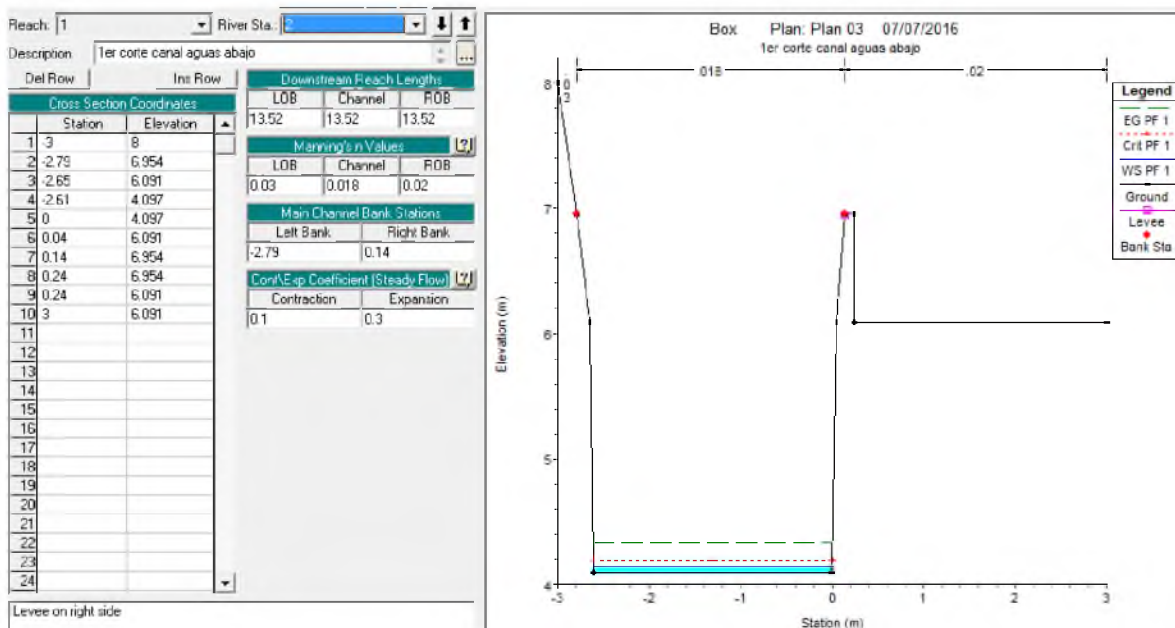 Reach: 1 River Sta.: 2
Description 1er corte canal aguas abajo ...
Del Row Ins Row
Cross Section Coordinates
Station Elevation
1 -3 8
2 -2.79 6.954
3 -2.65 6.091
4 -2.61 4.097
5 0 4.097
6 0.04 6.091
7 0.14 6.954
8 0.24 6.954
9 0.24 6.091
10 3 6.091
11
12
13
14
15
16
17
18
19
20
21
22
23
24
Downstream Reach Lengths
LOB Channel ROB
13.52 13.52 13.52
Manning's n Values ?
LOB Channel ROB
0.03 0.018 0.02
Main Channel Bank Stations
Left Bank Right Bank
-2.79 0.14
Cont\Exp Coefficient (Steady Flow) ?
Contraction Expansion
0.1 0.3
Levee on right side
Box Plan: Plan 03 07/07/2016
1er corte canal aguas abajo
.018 .02
8
7
6
5
4
Elevation (m)
-3 -2 -1 0 1 2 3
Station (m)
Legend
EG PF 1
Crit PF 1
WS PF 1
Ground
Levee
Bank Sta